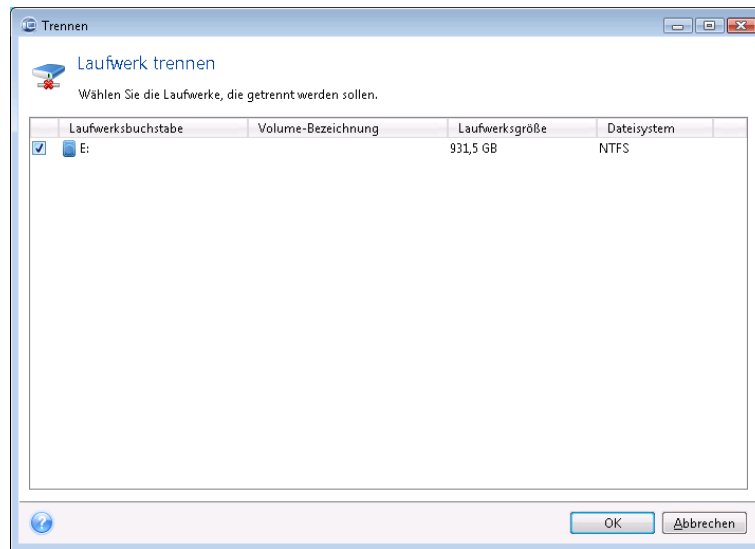 Trennen
Laufwerk trennen
Wählen Sie die Laufwerke, die getrennt werden sollen.
Laufwerksbuchstabe Volume-Bezeichnung Laufwerksgröße Dateisystem
E: 931,5 GB NTFS
OK Abbrechen